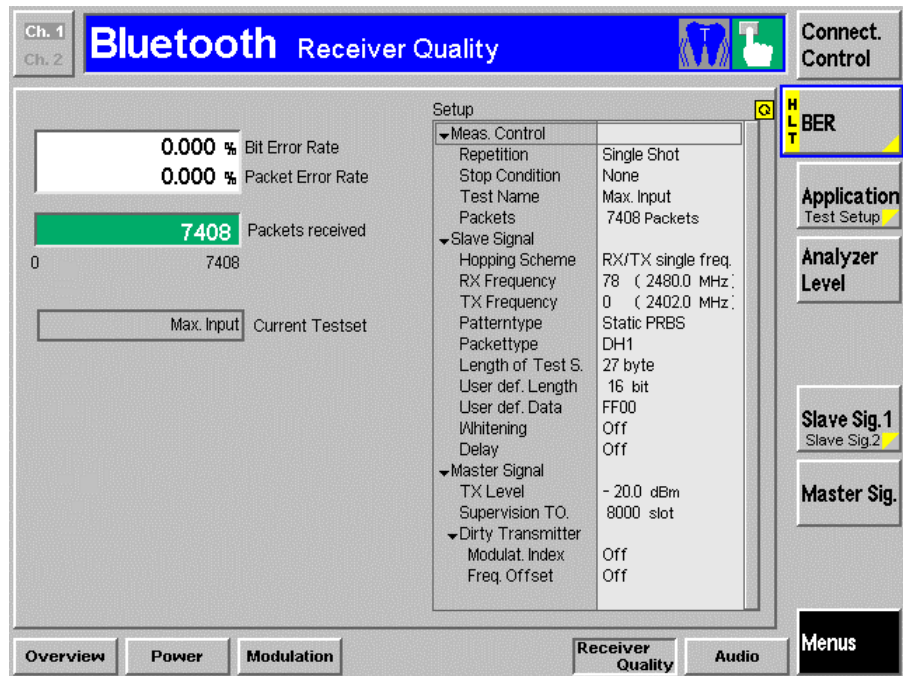 Ch. 1
Ch. 2
Bluetooth Receiver Quality
T
Connect.
Control
0.000 % Bit Error Rate
0.000 % Packet Error Rate
7408 Packets received
0 7408
Max. Input Current Testset
Setup
Meas. Control
Repetition Single Shot
Stop Condition None
Test Name Max. Input
Packets 7408 Packets
Slave Signal
Hopping Scheme RX/TX single freq.
RX Frequency 78 ( 2480.0 MHz
TX Frequency 0 ( 2402.0 MHz
Patterntype Static PRBS
Packettype DH1
Length of Test S. 27 byte
User def. Length 16 bit
User def. Data FF00
Whitening Off
Delay Off
Master Signal
TX Level - 20.0 dBm
Supervision TO. 8000 slot
Dirty Transmitter
Modulat. Index Off
Freq. Offset Off
HLT
BER
Application
Test Setup
Analyzer
Level
Slave Sig.1
Slave Sig.2
Master Sig.
Menus
Overview Power Modulation Receiver Quality Audio